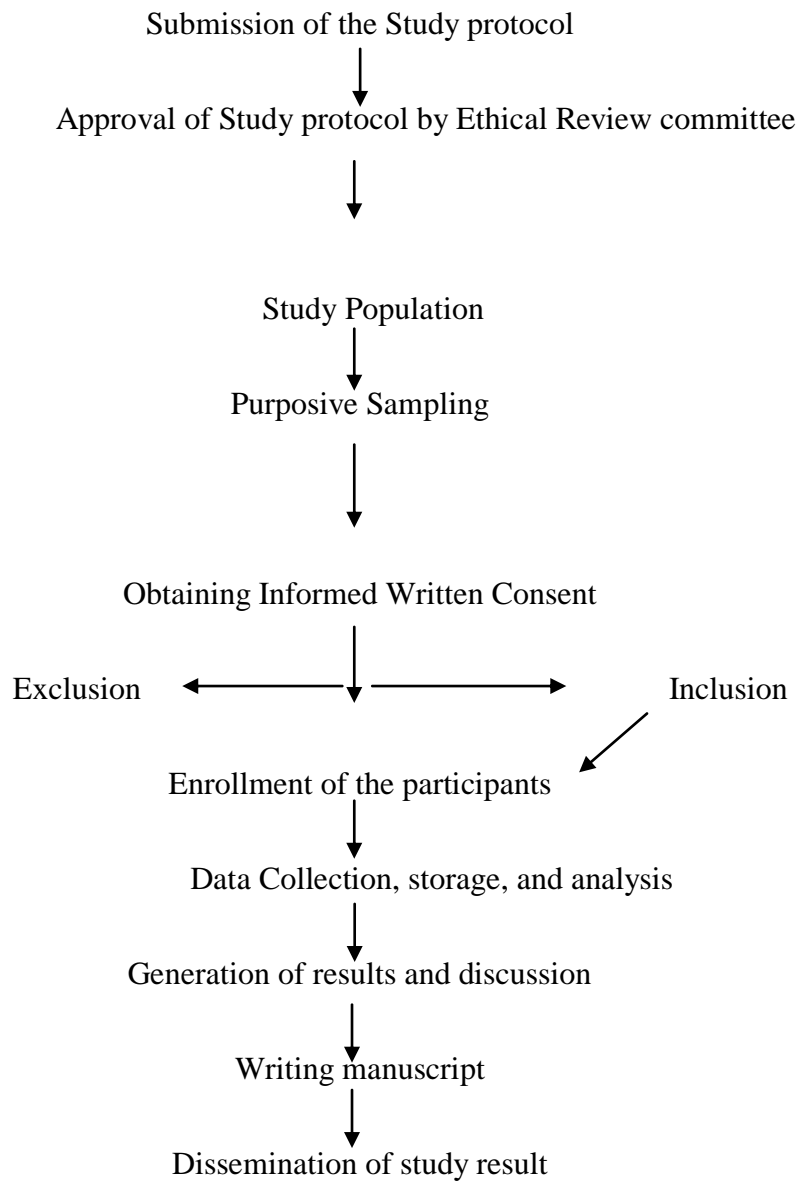 Submission of the Study protocol
Approval of Study protocol by Ethical Review committee
Study Population
Purposive Sampling
Obtaining Informed Written Consent
Exclusion
Inclusion
Enrollment of the participants
Data Collection, storage, and analysis
Generation of results and discussion
Writing manuscript
Dissemination of study result